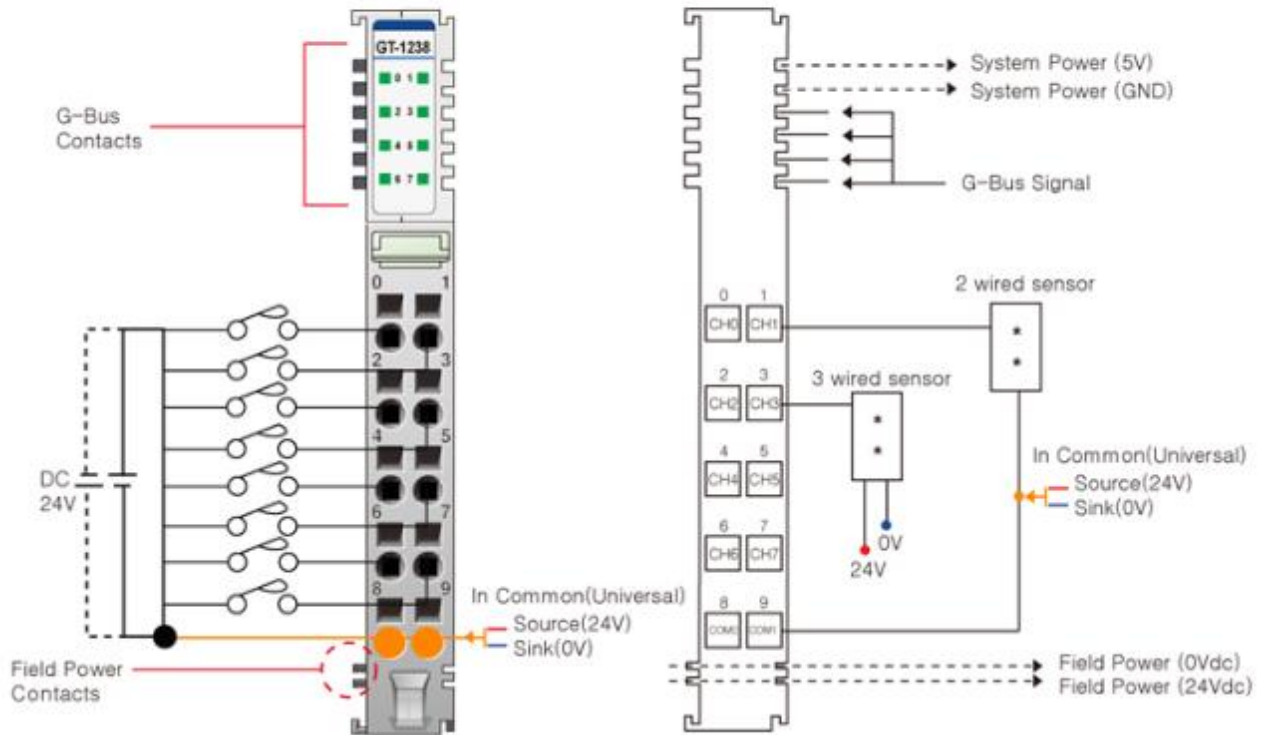 GT-1238
0 1
2 3
4 5
6 7
G-Bus
Contacts
0 1
2 3
4 5
6 7
8 9
DC
24V
In Common(Universal)
Source(24V)
Sink(0V)
Field Power
Contacts
System Power (5V)
System Power (GND)
G-Bus Signal
2 wired sensor
* *
3 wired sensor
* *
0 1
CH0 CH1
2 3
CH2 CH3
4 5
CH4 CH5
6 7
CH6 CH7
8 9
COM0 COM1
0V
24V
In Common(Universal)
Source(24V)
Sink(0V)
Field Power (0Vdc)
Field Power (24Vdc)